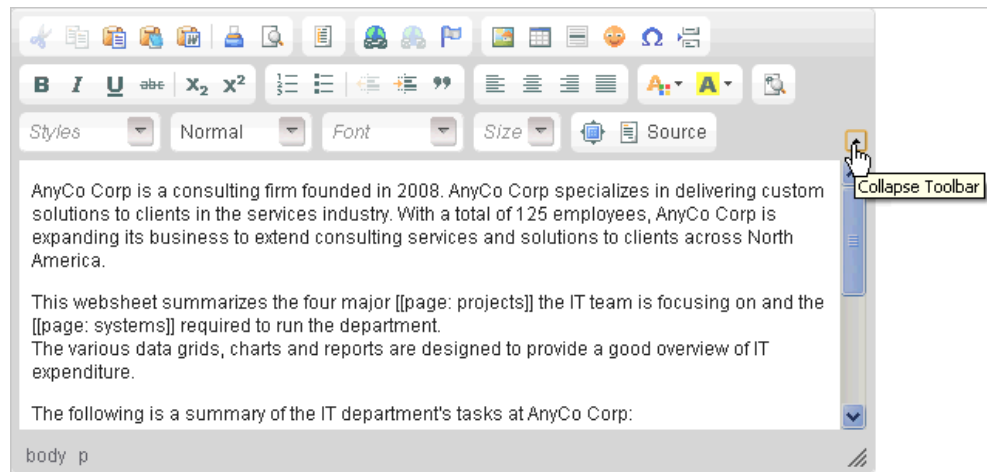 B I U abc X₂ X²
A A
Styles Normal Font Size Source
Collapse Toolbar
AnyCo Corp is a consulting firm founded in 2008. AnyCo Corp specializes in delivering custom
solutions to clients in the services industry. With a total of 125 employees, AnyCo Corp is
expanding its business to extend consulting services and solutions to clients across North
America.
This websheet summarizes the four major [[page: projects]] the IT team is focusing on and the
[[page: systems]] required to run the department.
The various data grids, charts and reports are designed to provide a good overview of IT
expenditure.
The following is a summary of the IT department's tasks at AnyCo Corp:
body p